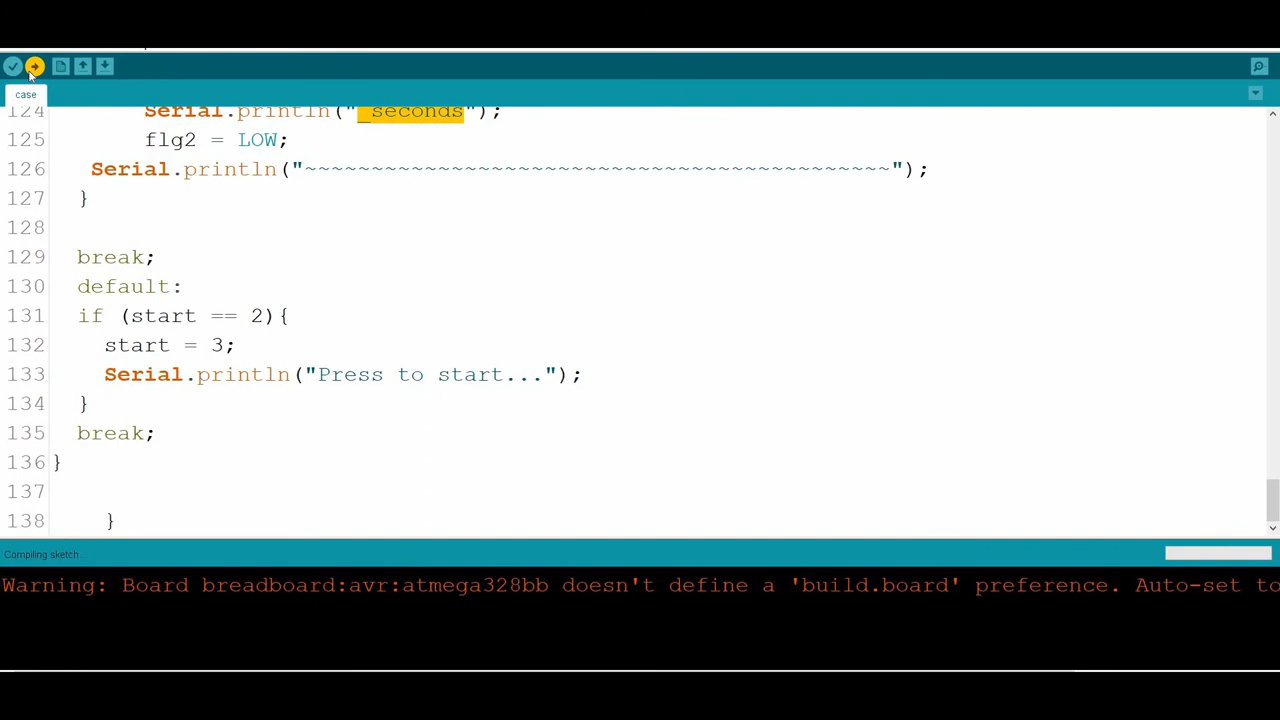 case
124 Serial.println("_seconds");
125 flg2 = LOW;
126 Serial.println("~~~~~~~~~~~~~~~~~~~~~~~~~~~~~~~~~~~~~~~~~~~~");
127 }
128
129 break;
130 default:
131 if (start == 2){
132 start = 3;
133 Serial.println("Press to start...");
134 }
135 break;
136 }
137
138 }
Compiling sketch...
Warning: Board breadboard:avr:atmega328bb doesn't define a 'build.board' preference. Auto-set to